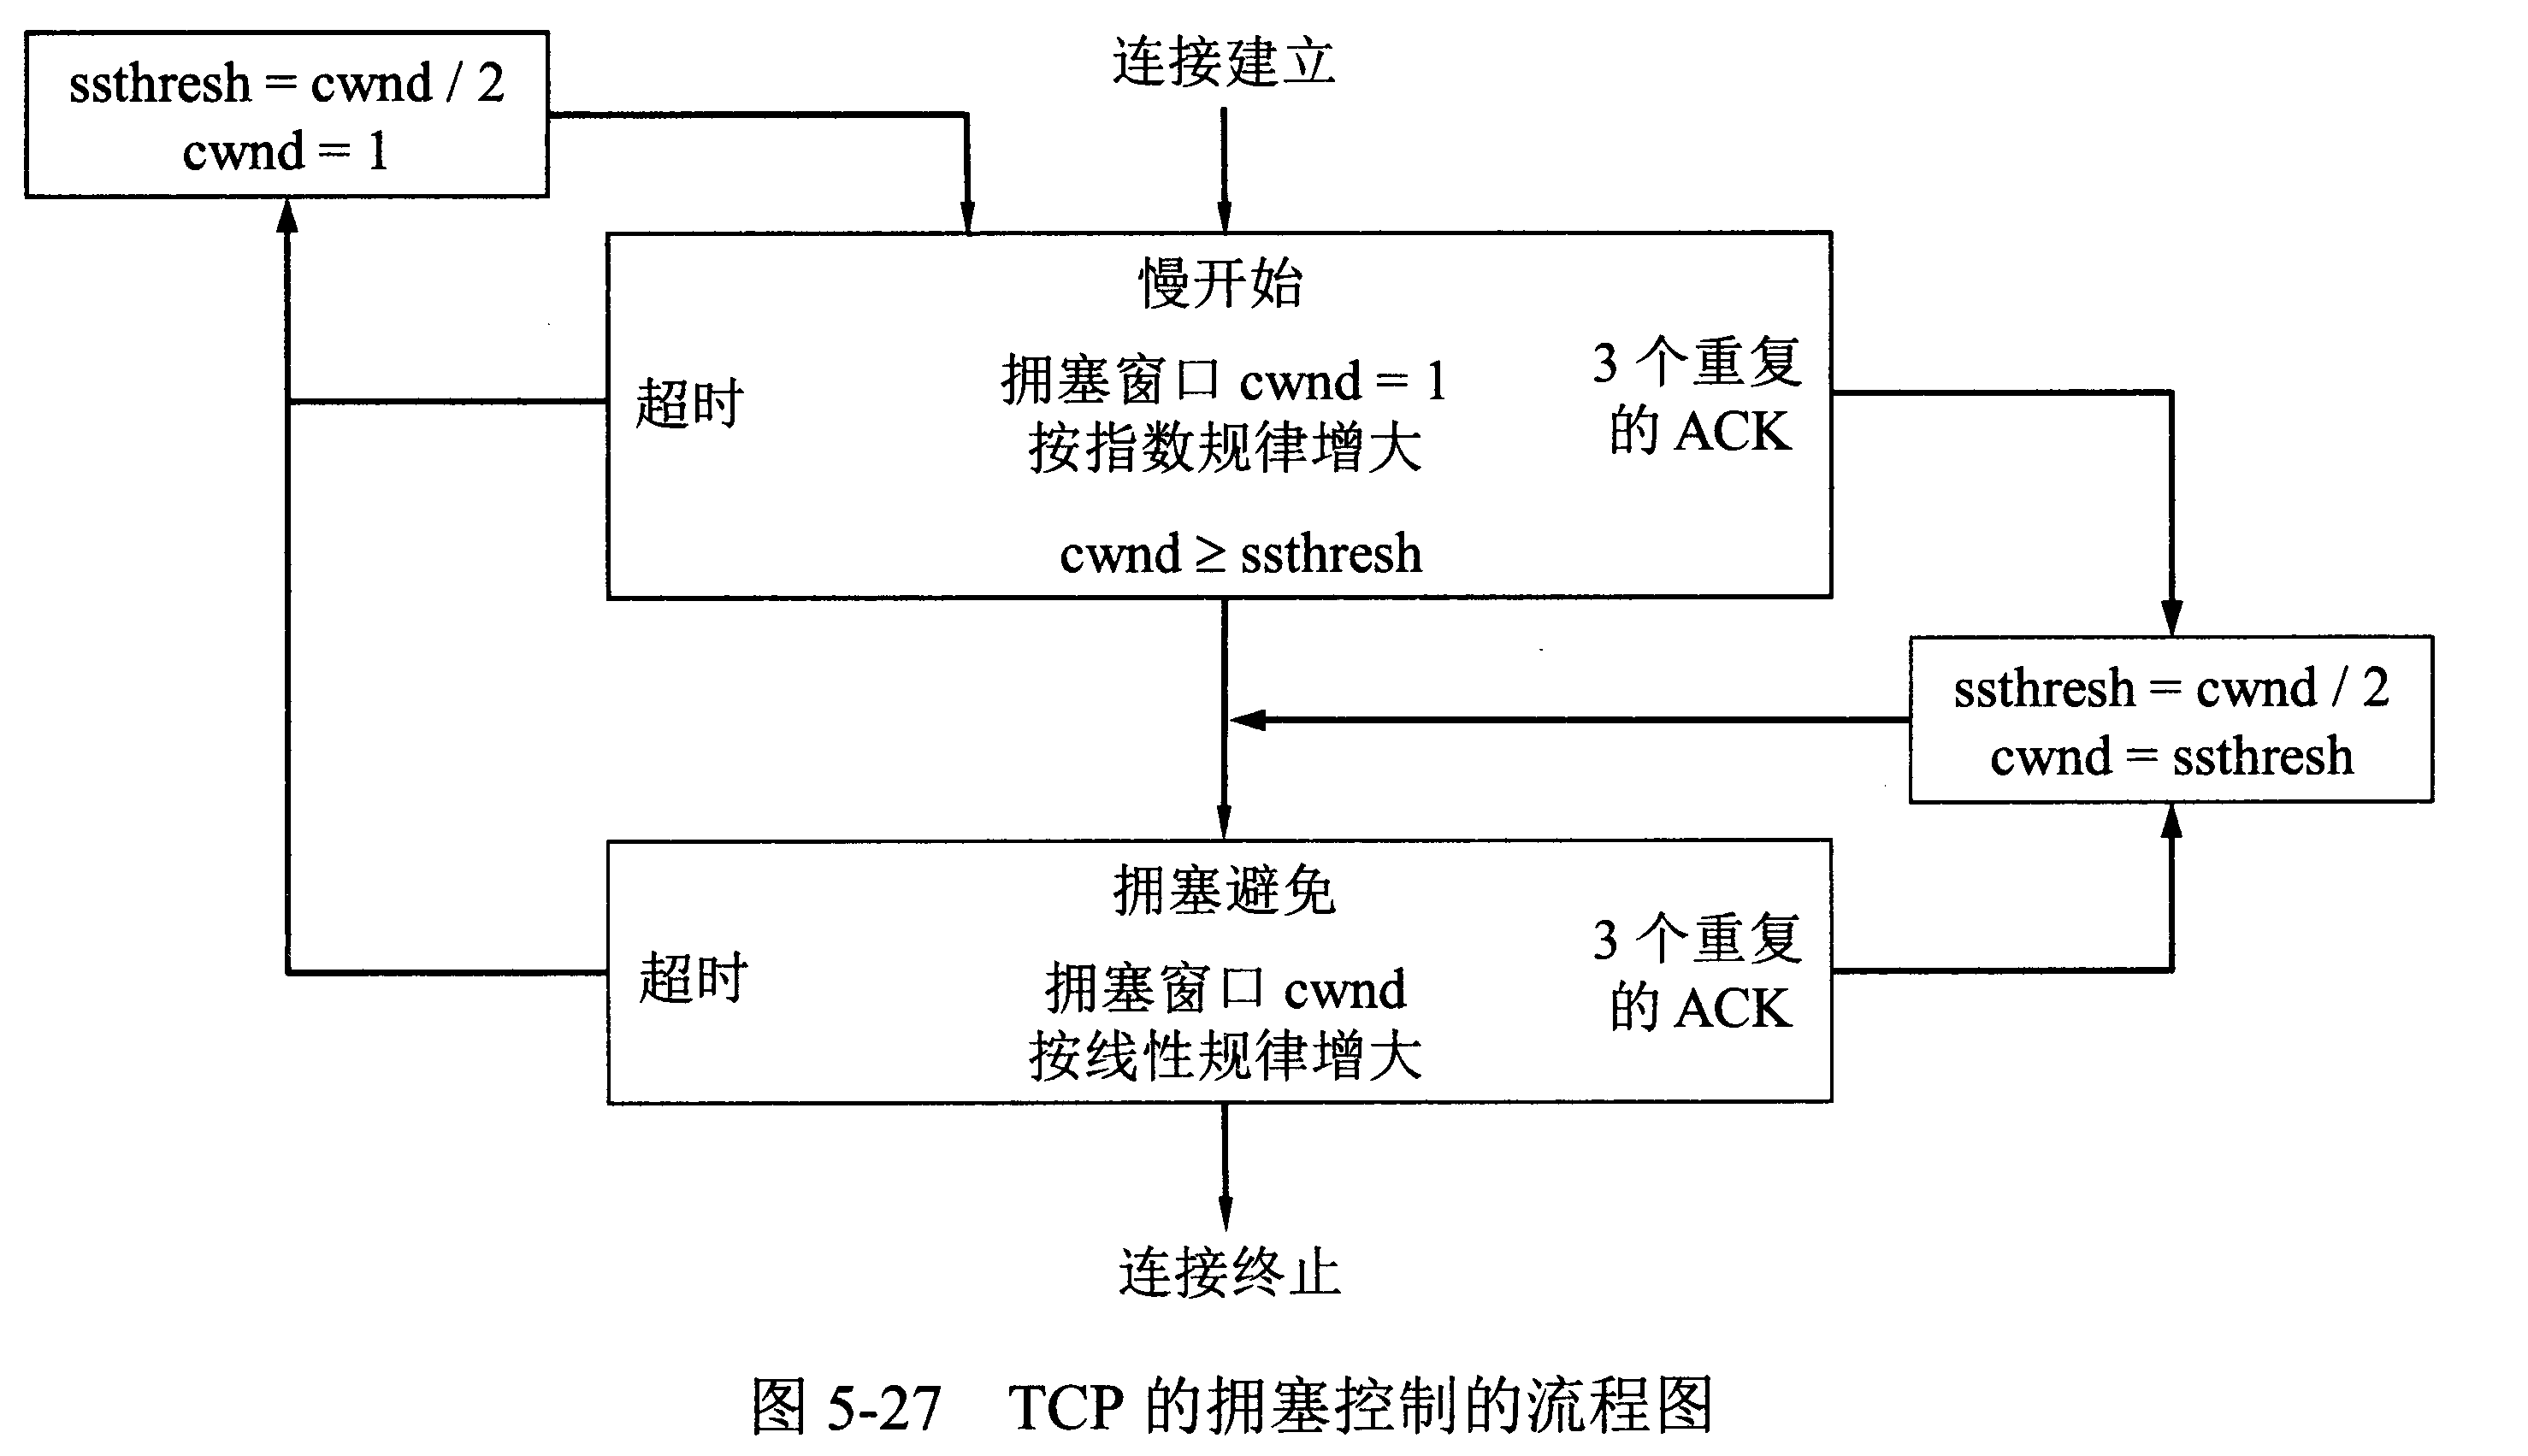 连接建立
ssthresh = cwnd / 2
cwnd = 1
慢开始
拥塞窗口 cwnd = 1
按指数规律增大
cwnd ≥ ssthresh
超时
3 个重复
的 ACK
ssthresh = cwnd / 2
cwnd = ssthresh
拥塞避免
拥塞窗口 cwnd
按线性规律增大
超时
3 个重复
的 ACK
连接终止
图 5-27 TCP 的拥塞控制的流程图